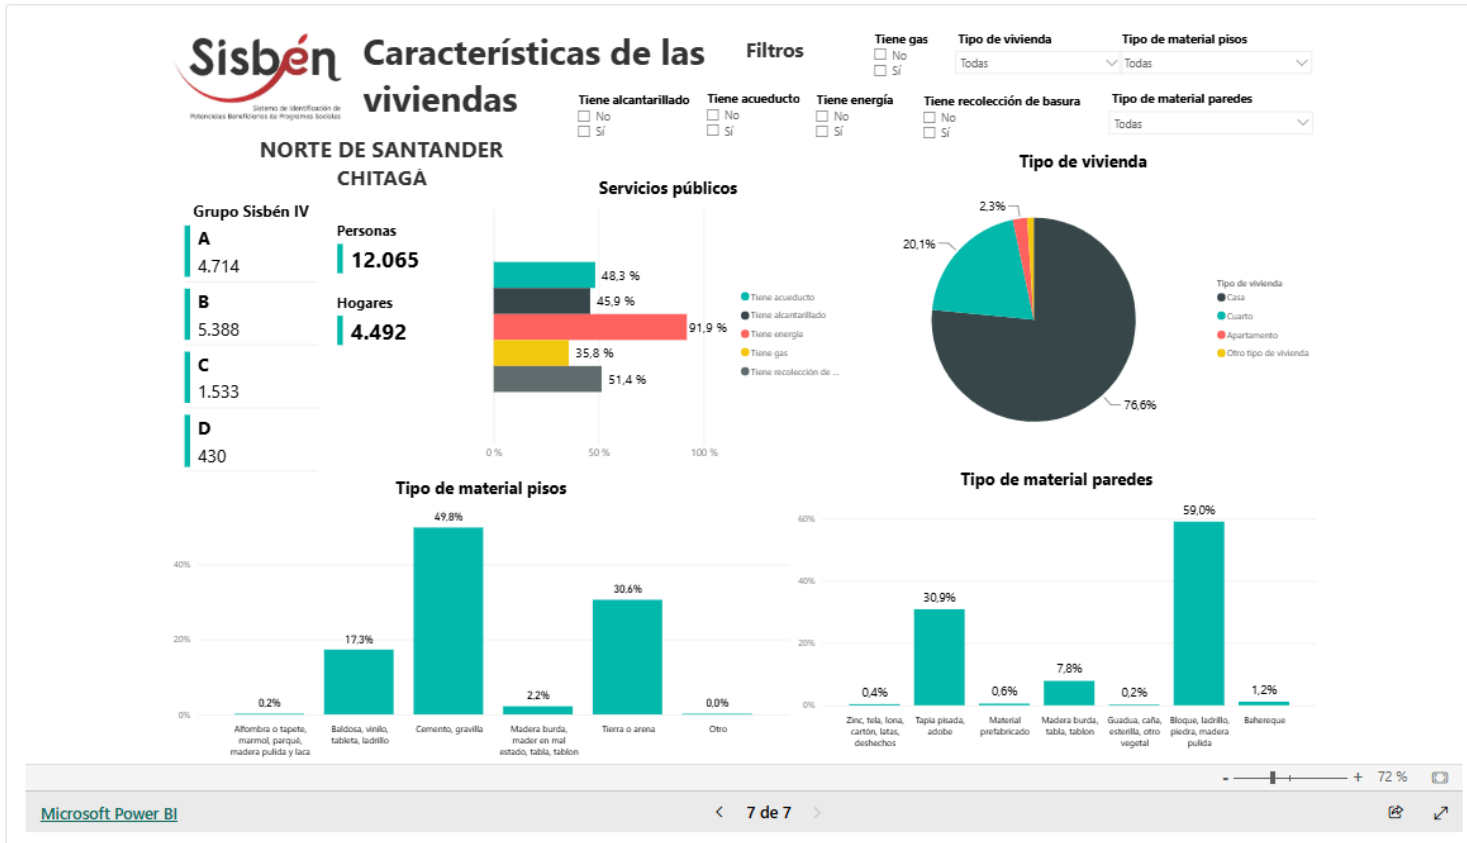 Sisbén
Sistema de Identificación de
Potenciales Beneficiarios de Programas Sociales
Características de las
viviendas
Filtros
Tiene gas
No
Sí
Tipo de vivienda
Todas
Tipo de material pisos
Todas
Tiene alcantarillado
No
Sí
Tiene acueducto
No
Sí
Tiene energía
No
Sí
Tiene recolección de basura
No
Sí
Tipo de material paredes
Todas
NORTE DE SANTANDER
CHITAGÁ
Grupo Sisbén IV
A
4.714
B
5.388
C
1.533
D
430
Personas
12.065
Hogares
4.492
Servicios públicos
48,3 %
45,9 %
91,9 %
35,8 %
51,4 %
0 %
50 %
100 %
Tiene acueducto
Tiene alcantarillado
Tiene energía
Tiene gas
Tiene recolección de ...
Tipo de vivienda
2,3%
20,1%
76,6%
Tipo de vivienda
Casa
Cuarto
Apartamento
Otro tipo de vivienda
Tipo de material pisos
40%
20%
0%
0,2%
17,3%
49,8%
2,2%
30,6%
0,0%
Alfombra o tapete,
marmol, parqué,
madera pulida y laca
Baldosa, vinilo,
tableta, ladrillo
Cemento, gravilla
Madera burda,
mader en mal
estado, tabla, tablon
Tierra o arena
Otro
Tipo de material paredes
60%
40%
20%
0%
0,4%
30,9%
0,6%
7,8%
0,2%
59,0%
1,2%
Zinc, tela, lona,
cartón, latas,
deshechos
Tapia pisada,
adobe
Material
prefabricado
Madera burda,
tabla, tablon
Guadua, caña,
esterilla, otro
vegetal
Bloque, ladrillo,
piedra, madera
pulida
Bahereque
- + 72 %
Microsoft Power BI
7 de 7